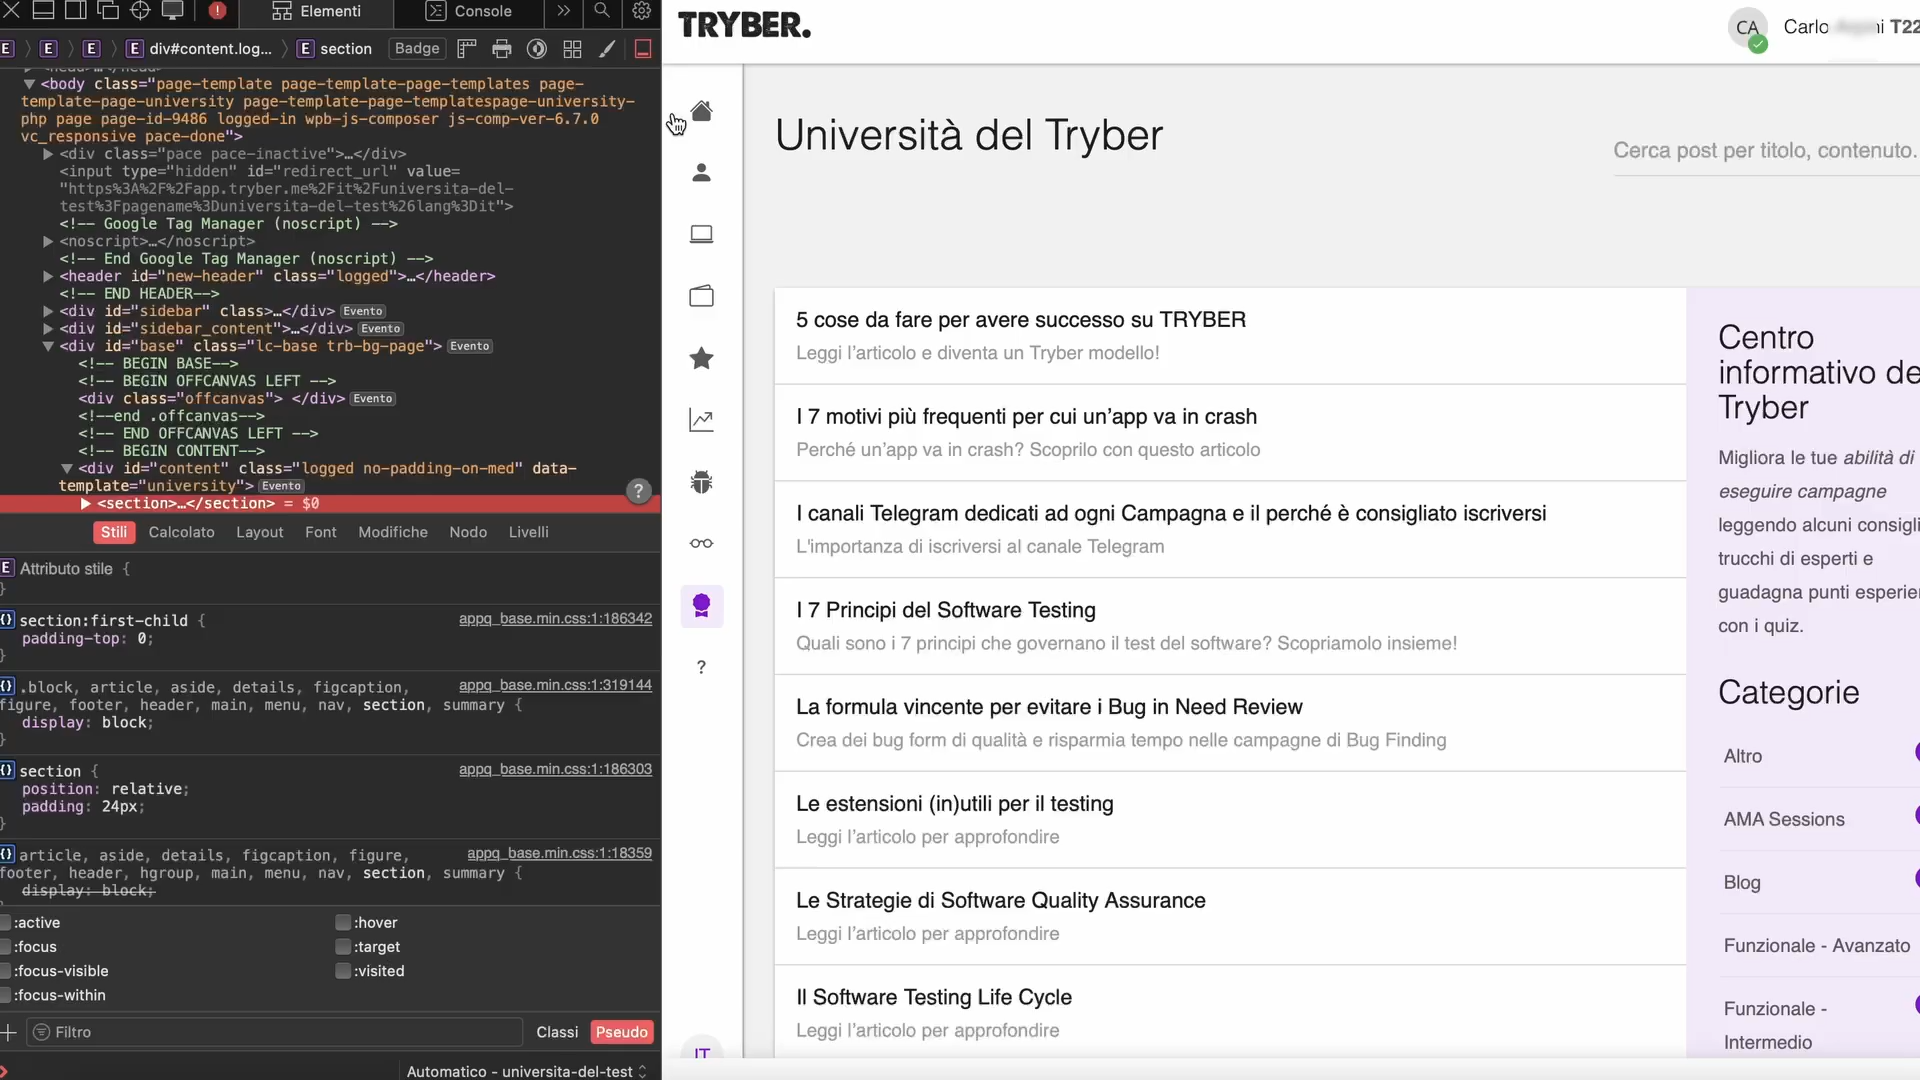 Elementi
Console
E
E
E
E div#content.log...
E section
Badge
<body class="page-template page-template-page-templates page-
template-page-university page-template-page-templatespage-university-
php page page-id-9486 logged-in wpb-js-composer js-comp-ver-6.7.0
vc_responsive pace-done">
<div class="pace pace-inactive">…</div>
<input type="hidden" id="redirect_url" value=
"https%3A%2F%2Fapp.tryber.me%2Fit%2Funiversita-del-
test%3Fpagename%3Duniversita-del-test%26lang%3Dit">
<!-- Google Tag Manager (noscript) -->
<noscript>…</noscript>
<!-- End Google Tag Manager (noscript) -->
<header id="new-header" class="logged">…</header>
<!-- END HEADER-->
<div id="sidebar" class>…</div> Evento
<div id="sidebar_content">…</div> Evento
<div id="base" class="lc-base trb-bg-page"> Evento
<!-- BEGIN BASE-->
<!-- BEGIN OFFCANVAS LEFT -->
<div class="offcanvas"> </div> Evento
<!--end .offcanvas-->
<!-- END OFFCANVAS LEFT -->
<!-- BEGIN CONTENT-->
<div id="content" class="logged no-padding-on-med" data-
template="university"> Evento
<section>…</section> = $0
?
Stili
Calcolato
Layout
Font
Modifiche
Nodo
Livelli
E Attributo stile {
}
section:first-child {
appq_base.min.css:1:186342
padding-top: 0;
}
.block, article, aside, details, figcaption,
appq_base.min.css:1:319144
figure, footer, header, main, menu, nav, section, summary {
display: block;
}
section {
appq_base.min.css:1:186303
position: relative;
padding: 24px;
}
article, aside, details, figcaption, figure,
appq_base.min.css:1:18359
footer, header, hgroup, main, menu, nav, section, summary {
display: block;
:active
:hover
:focus
:target
:focus-visible
:visited
:focus-within
Filtro
Classi
Pseudo
Automatico - universita-del-test
TRYBER.
CA
Carlo
T22
Università del Tryber
Cerca post per titolo, contenuto.
?
IT
5 cose da fare per avere successo su TRYBER
Leggi l’articolo e diventa un Tryber modello!
I 7 motivi più frequenti per cui un’app va in crash
Perché un’app va in crash? Scoprilo con questo articolo
I canali Telegram dedicati ad ogni Campagna e il perché è consigliato iscriversi
L'importanza di iscriversi al canale Telegram
I 7 Principi del Software Testing
Quali sono i 7 principi che governano il test del software? Scopriamolo insieme!
La formula vincente per evitare i Bug in Need Review
Crea dei bug form di qualità e risparmia tempo nelle campagne di Bug Finding
Le estensioni (in)utili per il testing
Leggi l’articolo per approfondire
Le Strategie di Software Quality Assurance
Leggi l’articolo per approfondire
Il Software Testing Life Cycle
Leggi l’articolo per approfondire
Centro
informativo de
Tryber
Migliora le tue abilità di
eseguire campagne
leggendo alcuni consigli
trucchi di esperti e
guadagna punti esperie
con i quiz.
Categorie
Altro
AMA Sessions
Blog
Funzionale - Avanzato
Funzionale -
Intermedio